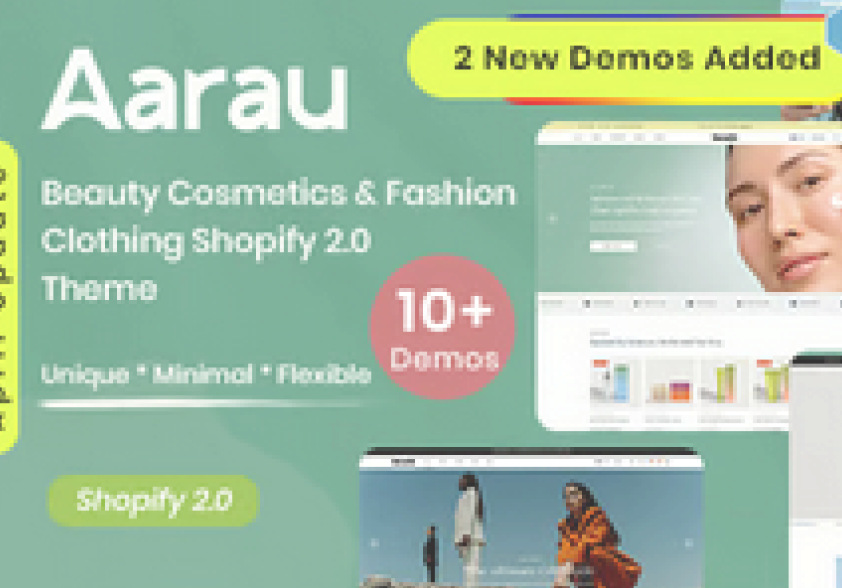 Aarau
2 New Demos Added
Beauty Cosmetics & Fashion
Clothing Shopify 2.0
Theme
10+
Demos
Unique * Minimal * Flexible
Shopify 2.0